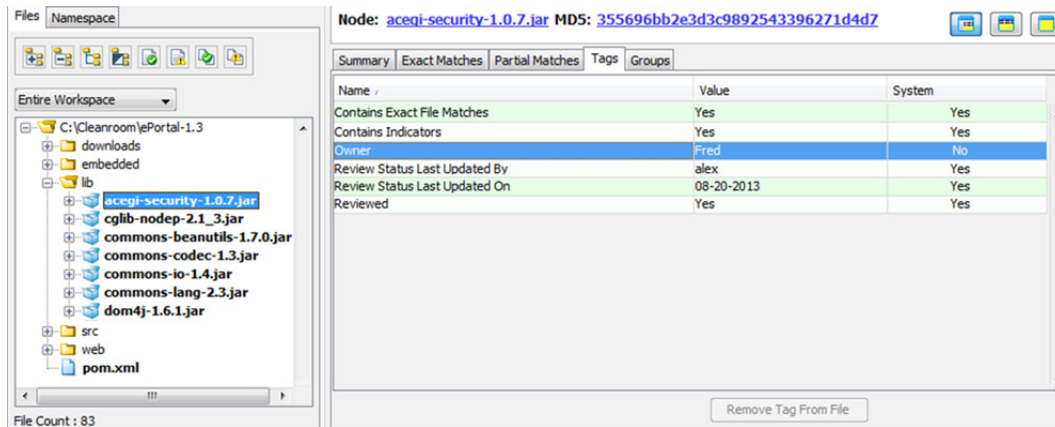 Files Namespace
Entire Workspace
C:\Cleanroom\ePortal-1.3
downloads
embedded
lib
acegi-security-1.0.7.jar
cglib-nodep-2.1_3.jar
commons-beanutils-1.7.0.jar
commons-codec-1.3.jar
commons-io-1.4.jar
commons-lang-2.3.jar
dom4j-1.6.1.jar
src
web
pom.xml
File Count : 83
Node: acegi-security-1.0.7.jar MD5: 355696bb2e3d3c9892543396271d4d7
Summary Exact Matches Partial Matches Tags Groups
Name Value System
Contains Exact File Matches Yes Yes
Contains Indicators Yes Yes
Owner Fred No
Review Status Last Updated By alex Yes
Review Status Last Updated On 08-20-2013 Yes
Reviewed Yes Yes
Remove Tag From File